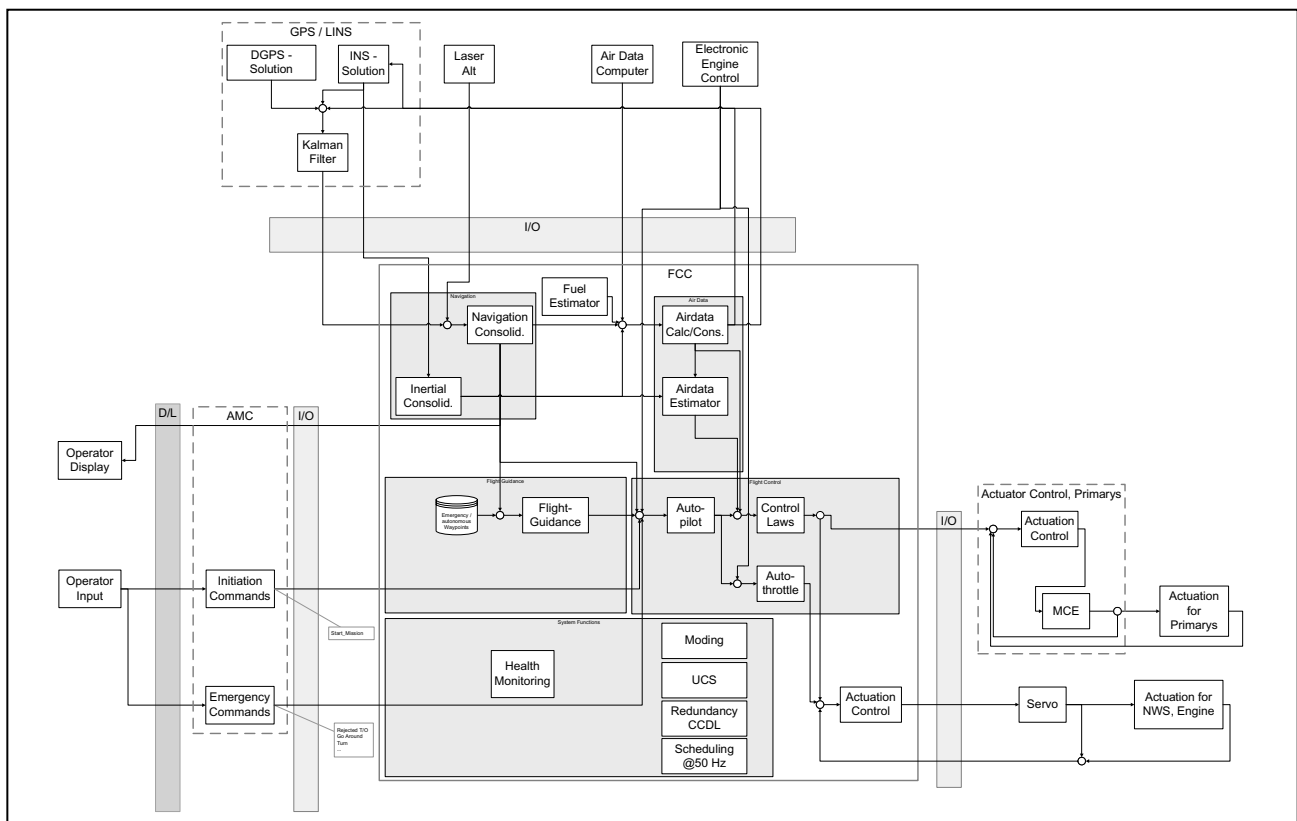 GPS / LINS
DGPS -
Solution
INS -
Solution
Laser
Alt
Air Data
Computer
Electronic
Engine
Control
Kalman
Filter
I/O
FCC
Navigation
Fuel
Estimator
Air Data
Navigation
Consolid.
Airdata
Calc/Cons.
Inertial
Consolid.
Airdata
Estimator
D/L
AMC
I/O
Operator
Display
Flight Guidance
Flight Control
Emergency /
autonomous
Waypoints
Flight-
Guidance
Auto-
pilot
Control
Laws
I/O
Actuator Control, Primarys
Actuation
Control
Operator
Input
Initiation
Commands
Auto-
throttle
MCE
Actuation
for
Primarys
Start_Mission
System Functions
Moding
Health
Monitoring
UCS
Emergency
Commands
Redundancy
CCDL
Actuation
Control
Servo
Actuation for
NWS, Engine
Rejected T/O
Go Around
Turn
...
Scheduling
@50 Hz